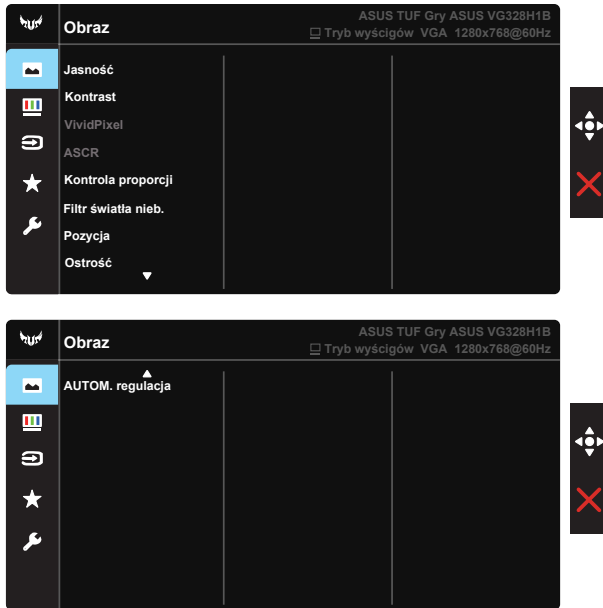 ASUS TUF Gry ASUS VG328H1B
Obraz
Tryb wyścigów VGA 1280x768@60Hz
Jasność
Kontrast
VividPixel
ASCR
Kontrola proporcji
Filtr światła nieb.
Pozycja
Ostrość
ASUS TUF Gry ASUS VG328H1B
Obraz
Tryb wyścigów VGA 1280x768@60Hz
AUTOM. regulacja